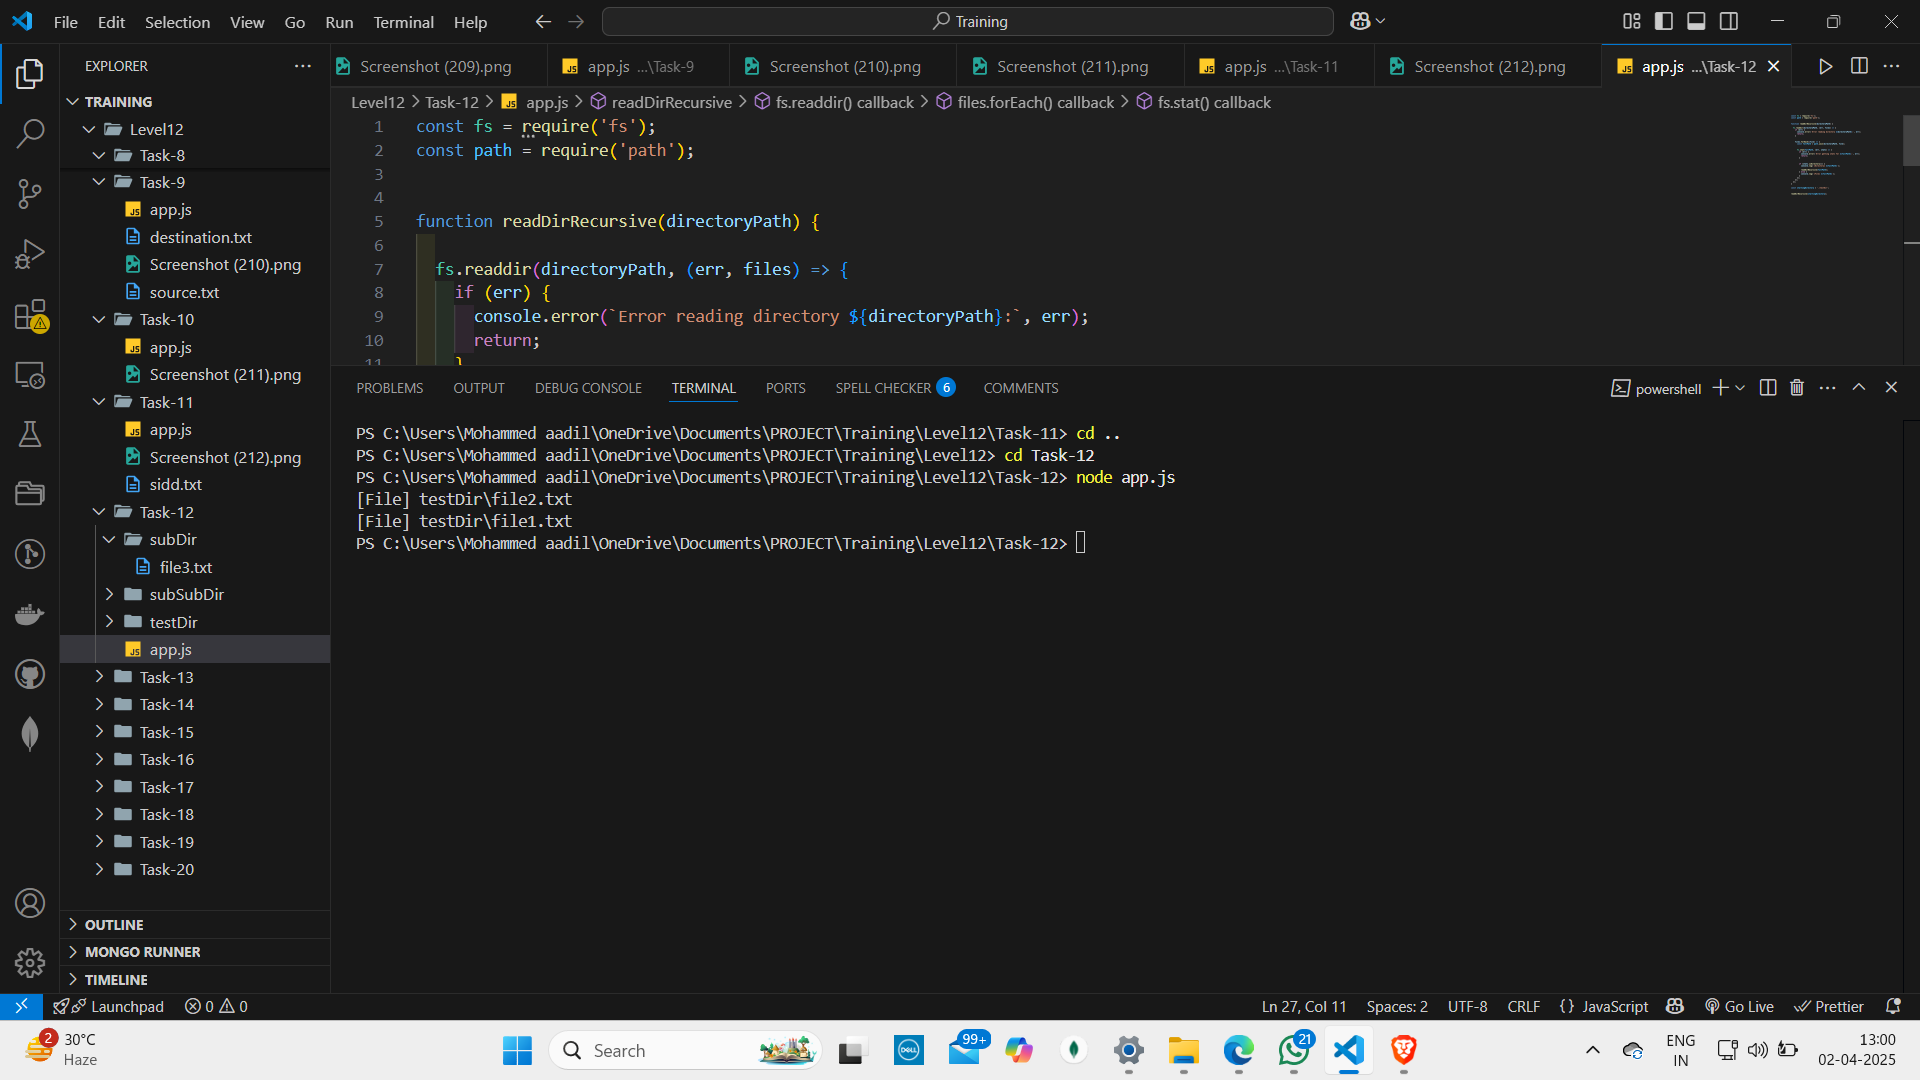 File Edit Selection View Go Run Terminal Help
Training
EXPLORER
TRAINING
Level12
Task-8
Task-9
app.js
destination.txt
Screenshot (210).png
source.txt
Task-10
app.js
Screenshot (211).png
Task-11
app.js
Screenshot (212).png
sidd.txt
Task-12
subDir
file3.txt
subSubDir
testDir
app.js
Task-13
Task-14
Task-15
Task-16
Task-17
Task-18
Task-19
Task-20
OUTLINE
MONGO RUNNER
TIMELINE
Screenshot (209).png
app.js ...\Task-9
Screenshot (210).png
Screenshot (211).png
app.js ...\Task-11
Screenshot (212).png
app.js ...\Task-12
Level12 > Task-12 > app.js > readDirRecursive > fs.readdir() callback > files.forEach() callback > fs.stat() callback
1 const fs = require('fs');
2 const path = require('path');
3
4
5 function readDirRecursive(directoryPath) {
6
7 fs.readdir(directoryPath, (err, files) => {
8 if (err) {
9 console.error(`Error reading directory ${directoryPath}:`, err);
10 return;
11 }
PROBLEMS OUTPUT DEBUG CONSOLE TERMINAL PORTS SPELL CHECKER 6 COMMENTS
powershell
PS C:\Users\Mohammed aadil\OneDrive\Documents\PROJECT\Training\Level12\Task-11> cd ..
PS C:\Users\Mohammed aadil\OneDrive\Documents\PROJECT\Training\Level12> cd Task-12
PS C:\Users\Mohammed aadil\OneDrive\Documents\PROJECT\Training\Level12\Task-12> node app.js
[File] testDir\file2.txt
[File] testDir\file1.txt
PS C:\Users\Mohammed aadil\OneDrive\Documents\PROJECT\Training\Level12\Task-12>
Launchpad 0 0
Ln 27, Col 11 Spaces: 2 UTF-8 CRLF {} JavaScript Go Live Prettier
2 30°C
Haze
Search
DELL
99+
21
ENG
IN
13:00
02-04-2025